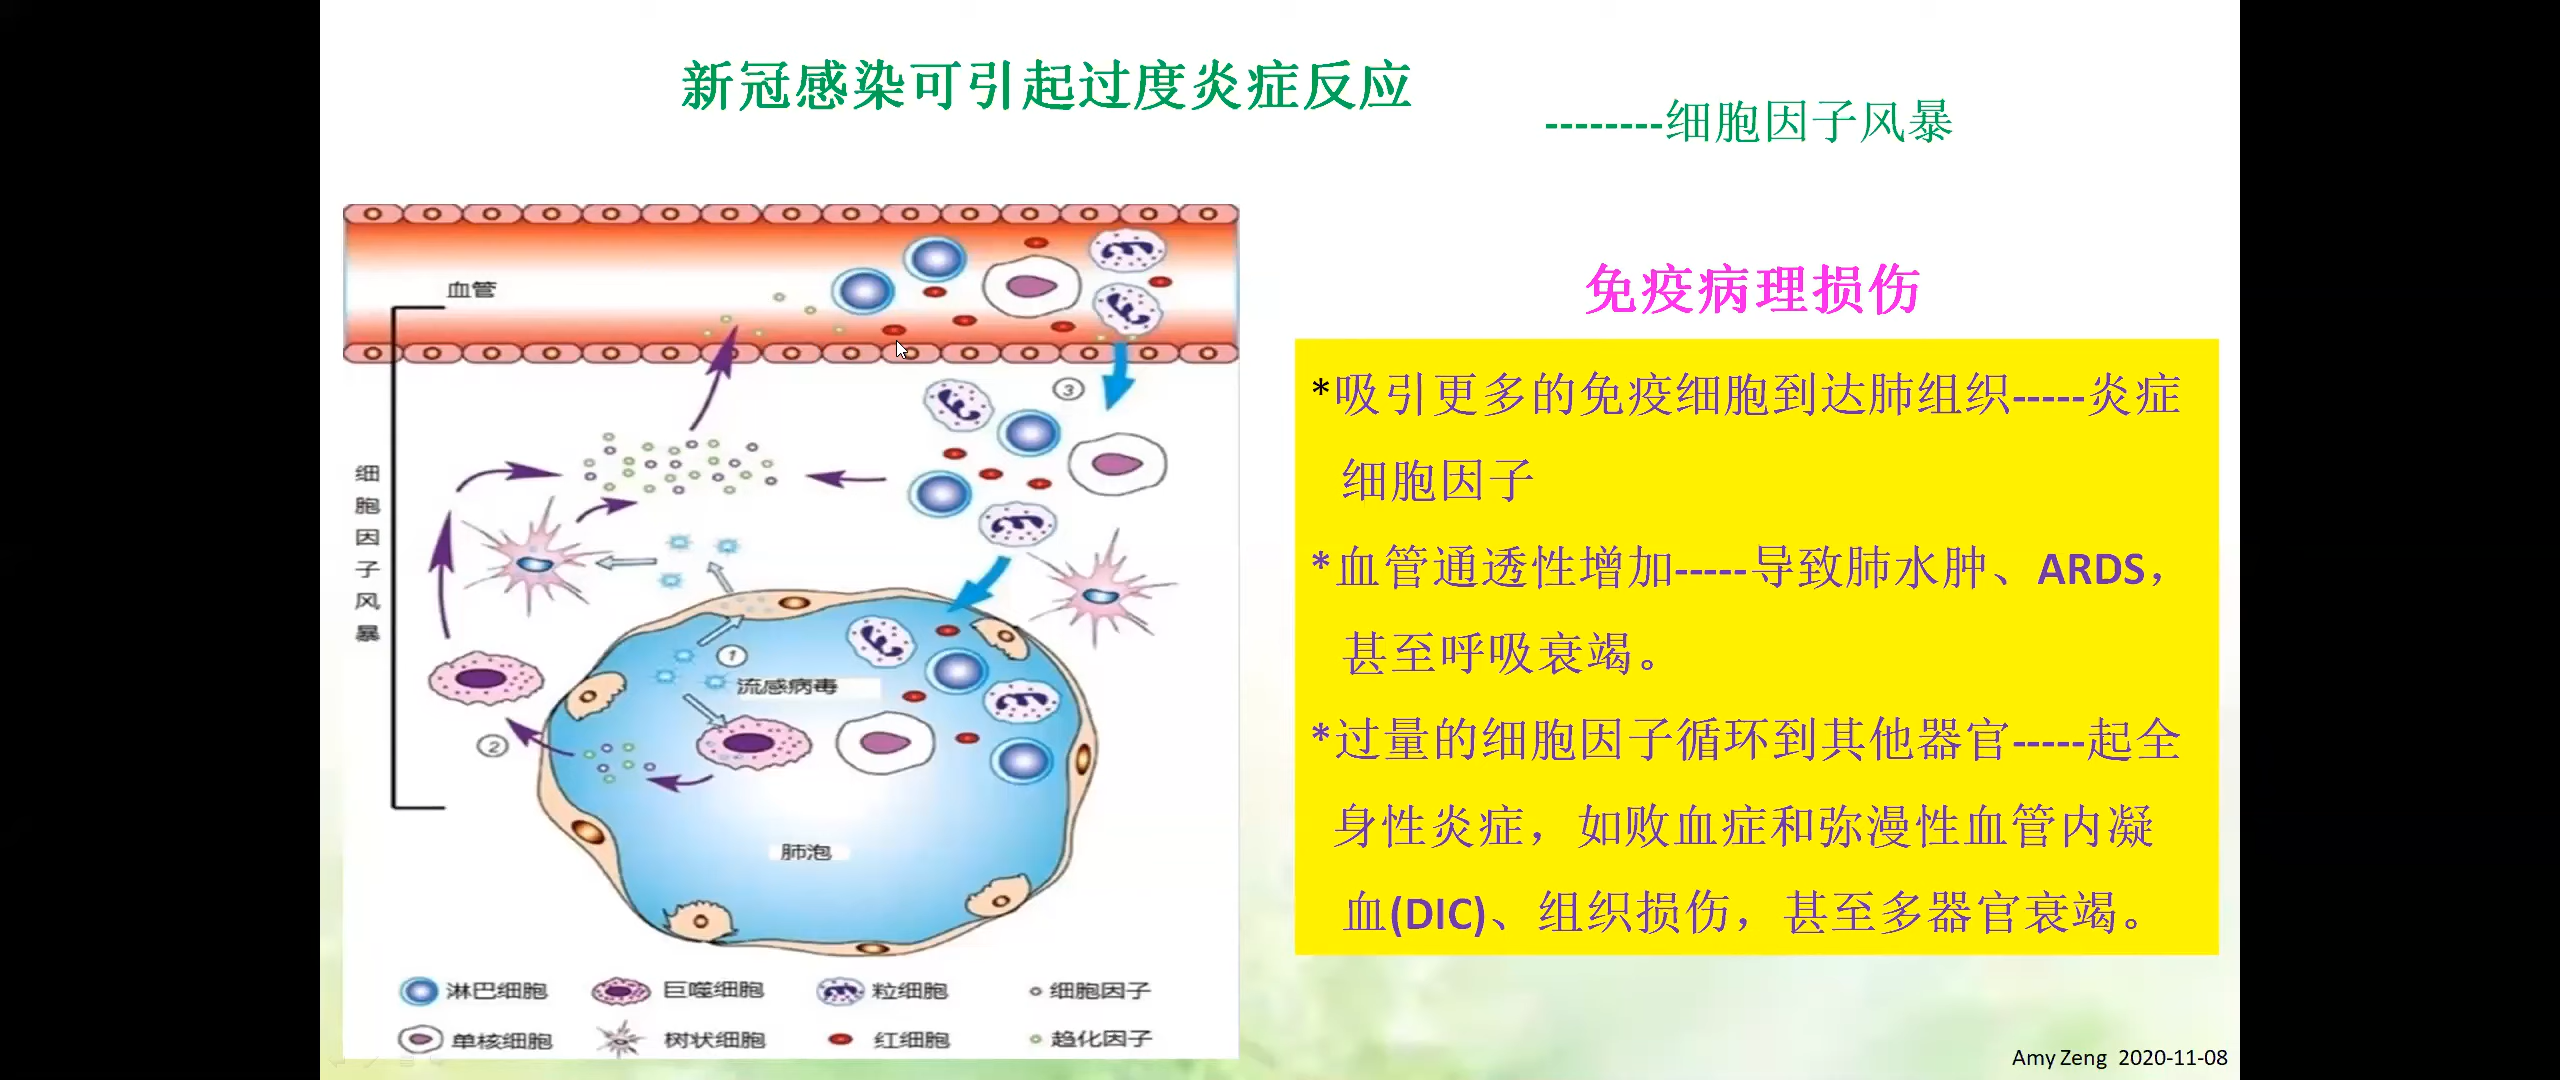 新冠感染可引起过度炎症反应
--------细胞因子风暴
血管
③
细胞因子风暴
①
流感病毒
②
肺泡
淋巴细胞 巨噬细胞 粒细胞 细胞因子
单核细胞 树状细胞 红细胞 趋化因子
免疫病理损伤
*吸引更多的免疫细胞到达肺组织-----炎症
细胞因子
*血管通透性增加-----导致肺水肿、ARDS，
甚至呼吸衰竭。
*过量的细胞因子循环到其他器官-----起全
身性炎症，如败血症和弥漫性血管内凝
血(DIC)、组织损伤，甚至多器官衰竭。
Amy Zeng 2020-11-08